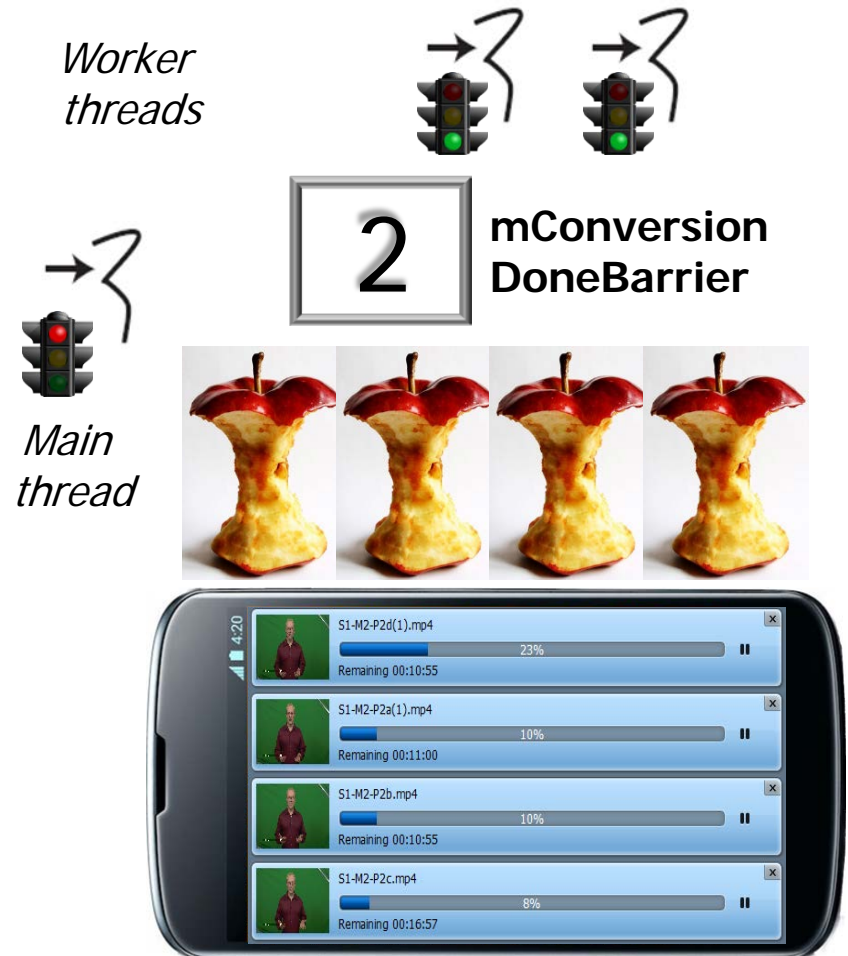 Worker
threads
2
mConversion
DoneBarrier
Main
thread
4:20
S1-M2-P2d(1).mp4
23%
Remaining 00:10:55
S1-M2-P2a(1).mp4
10%
Remaining 00:11:00
S1-M2-P2b.mp4
10%
Remaining 00:10:55
S1-M2-P2c.mp4
8%
Remaining 00:16:57